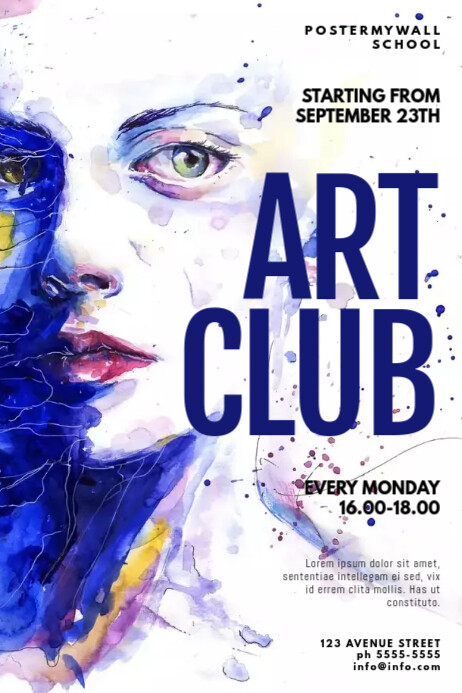 POSTERMYWALL
SCHOOL
STARTING FROM
SEPTEMBER 23TH
ART
CLUB
EVERY MONDAY
16.00-18.00
Lorem ipsum dolor sit amet,
sententiae intellegam ei sed, vix
id errem clita mollis. Has ut
constituto.
123 AVENUE STREET
ph 5555-5555
info@info.com